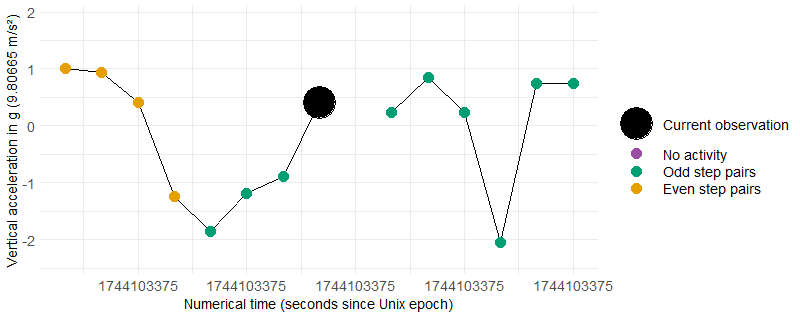 Vertical acceleration in g (9.80665 m/s²)
2
1
0
-1
-2
1744103375 1744103375 1744103375 1744103375 1744103375
Numerical time (seconds since Unix epoch)
Current observation
No activity
Odd step pairs
Even step pairs